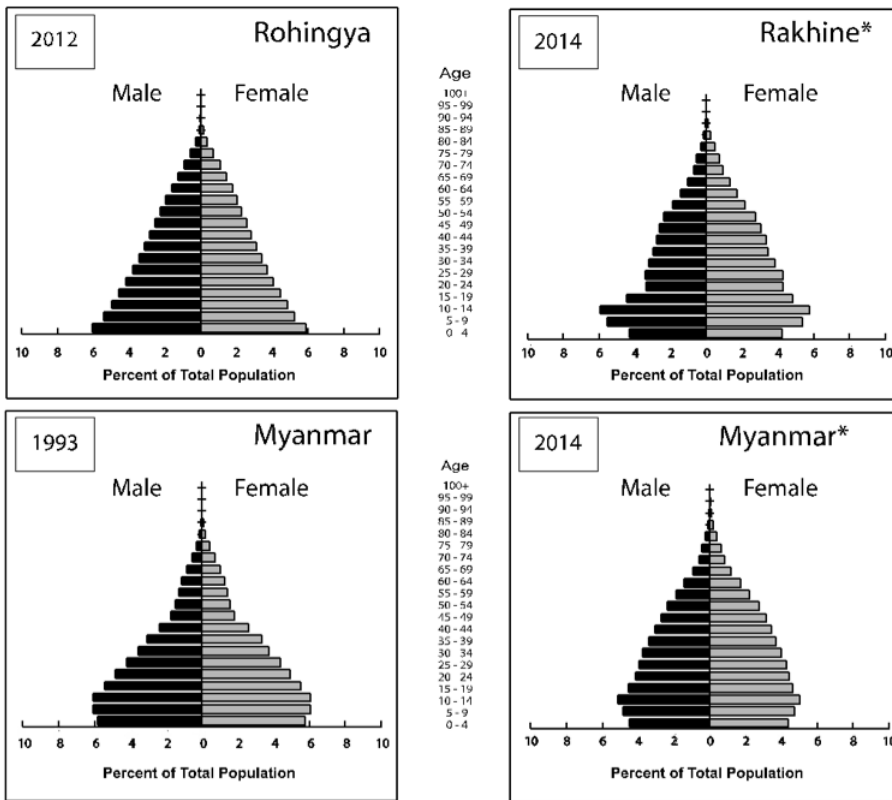 2012 Rohingya
Male Female
10 8 6 4 2 0 2 4 6 8 10
Percent of Total Population
Age
100+
95 - 99
90 - 94
85 - 89
80 - 84
75 - 79
70 - 74
65 - 69
60 - 64
55 - 59
50 - 54
45 - 49
40 - 44
35 - 39
30 - 34
25 - 29
20 - 24
15 - 19
10 - 14
5 - 9
0 - 4
2014 Rakhine*
Male Female
10 8 6 4 2 0 2 4 6 8 10
Percent of Total Population
1993 Myanmar
Male Female
10 8 6 4 2 0 2 4 6 8 10
Percent of Total Population
Age
100+
95 - 99
90 - 94
85 - 89
80 - 84
75 - 79
70 - 74
65 - 69
60 - 64
55 - 59
50 - 54
45 - 49
40 - 44
35 - 39
30 - 34
25 - 29
20 - 24
15 - 19
10 - 14
5 - 9
0 - 4
2014 Myanmar*
Male Female
10 8 6 4 2 0 2 4 6 8 10
Percent of Total Population